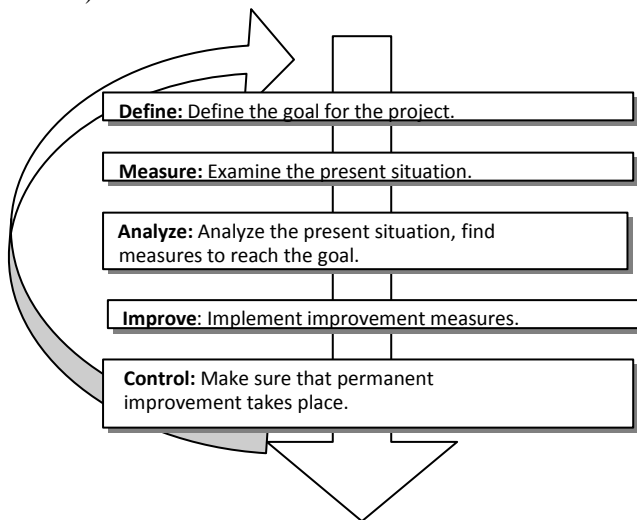 Define: Define the goal for the project.
Measure: Examine the present situation.
Analyze: Analyze the present situation, find
measures to reach the goal.
Improve: Implement improvement measures.
Control: Make sure that permanent
improvement takes place.